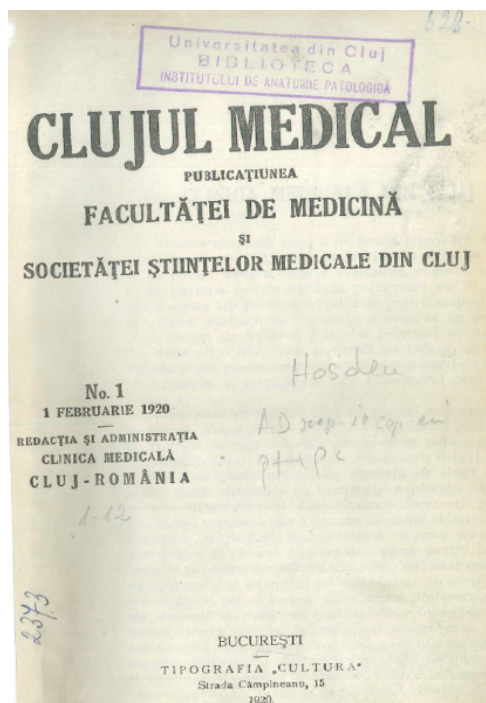 628.
Universitatea din Cluj
BIBLIOTECA
INSTITUTULUI DE ANATOMIE PATOLOGICĂ
CLUJUL MEDICAL
PUBLICAȚIUNEA
FACULTĂȚEI DE MEDICINĂ
ȘI
SOCIETĂȚEI ȘTIINȚELOR MEDICALE DIN CLUJ
No. 1
1 FEBRUARIE 1920
REDACȚIA ȘI ADMINISTRAȚIA
CLINICA MEDICALĂ
CLUJ-ROMÂNIA
1-12
2373
BUCUREȘTI
TIPOGRAFIA „CULTURA"
Strada Câmpineanu, 15
1920.